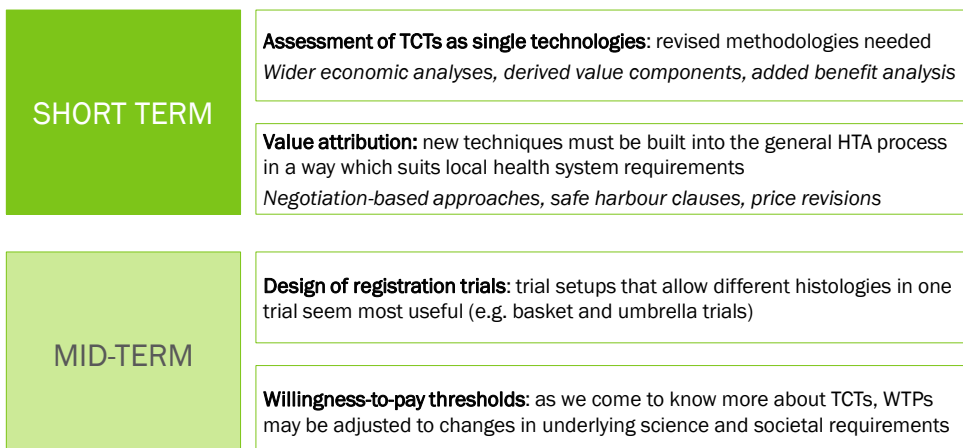 SHORT TERM
Assessment of TCTs as single technologies: revised methodologies needed
Wider economic analyses, derived value components, added benefit analysis
Value attribution: new techniques must be built into the general HTA process
in a way which suits local health system requirements
Negotiation-based approaches, safe harbour clauses, price revisions
MID-TERM
Design of registration trials: trial setups that allow different histologies in one
trial seem most useful (e.g. basket and umbrella trials)
Willingness-to-pay thresholds: as we come to know more about TCTs, WTPs
may be adjusted to changes in underlying science and societal requirements